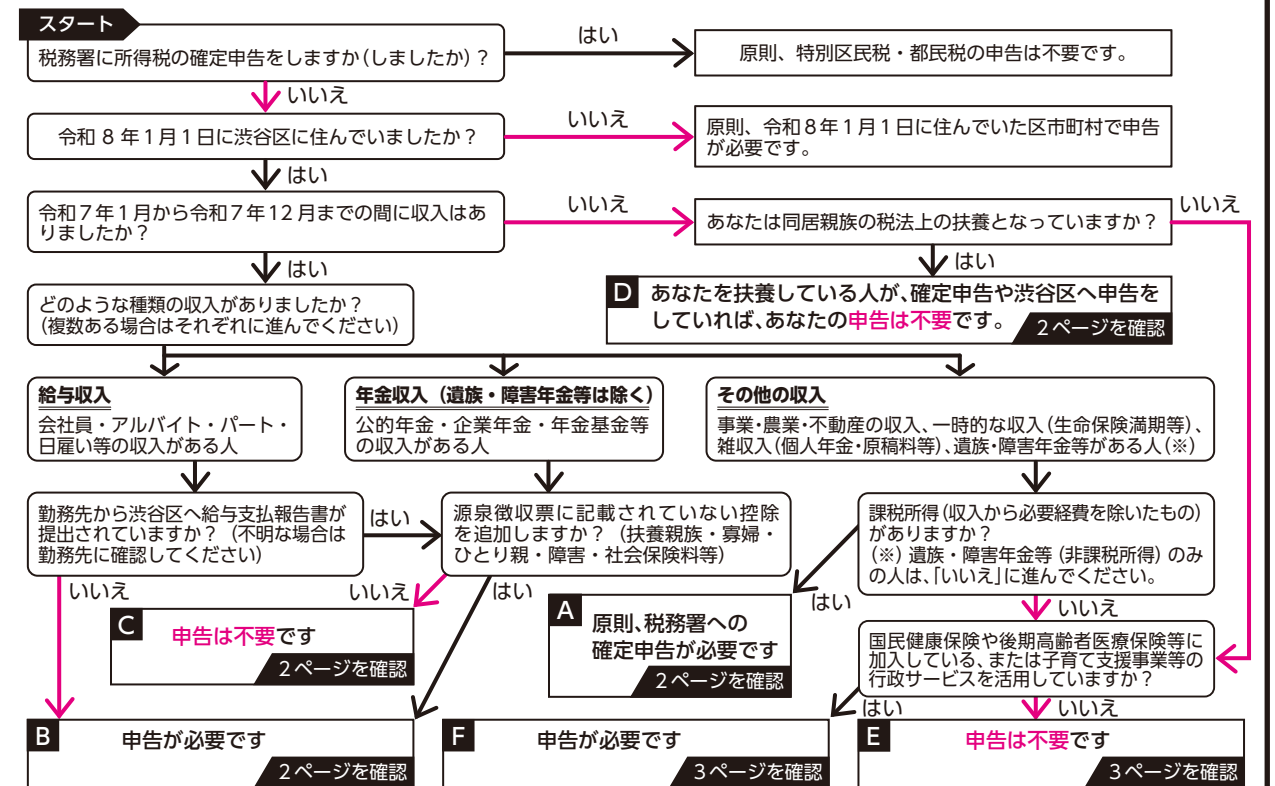 スタート
税務署に所得税の確定申告をしますか(しましたか)？
はい
原則、特別区民税・都民税の申告は不要です。
いいえ
令和８年１月１日に渋谷区に住んでいましたか？
いいえ
原則、令和８年１月１日に住んでいた区市町村で申告
が必要です。
はい
令和７年１月から令和７年12月までの間に収入はあ
りましたか？
いいえ
あなたは同居親族の税法上の扶養となっていますか？
いいえ
はい
はい
どのような種類の収入がありましたか？
(複数ある場合はそれぞれに進んでください)
D
あなたを扶養している人が、確定申告や渋谷区へ申告を
していれば、あなたの申告は不要です。
２ページを確認
給与収入
会社員・アルバイト・パート・
日雇い等の収入がある人
年金収入（遺族・障害年金等は除く）
公的年金・企業年金・年金基金等
の収入がある人
その他の収入
事業・農業・不動産の収入、一時的な収入(生命保険満期等)、
雑収入(個人年金・原稿料等)、遺族・障害年金等がある人(※)
勤務先から渋谷区へ給与支払報告書が
提出されていますか？（不明な場合は
勤務先に確認してください）
はい
源泉徴収票に記載されていない控除
を追加しますか？（扶養親族・寡婦・
ひとり親・障害・社会保険料等）
課税所得(収入から必要経費を除いたもの)
がありますか？
(※)遺族・障害年金等(非課税所得)のみ
の人は、「いいえ」に進んでください。
いいえ
いいえ
はい
はい
いいえ
C
申告は不要です
２ページを確認
A
原則、税務署への
確定申告が必要です
２ページを確認
国民健康保険や後期高齢者医療保険等に
加入している、または子育て支援事業等の
行政サービスを活用していますか？
はい
いいえ
B
申告が必要です
２ページを確認
F
申告が必要です
３ページを確認
E
申告は不要です
３ページを確認